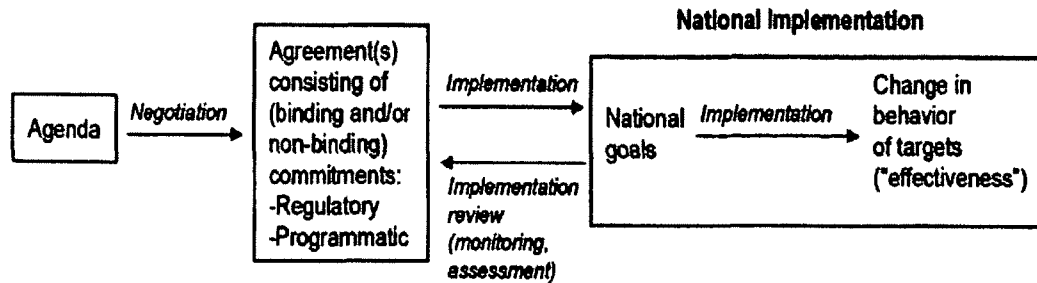 National Implementation
Agenda
Negotiation
Agreement(s)
consisting of
(binding and/or
non-binding)
commitments:
-Regulatory
-Programmatic
Implementation
Implementation
review
(monitoring,
assessment)
National
goals
Implementation
Change in
behavior
of targets
("effectiveness")